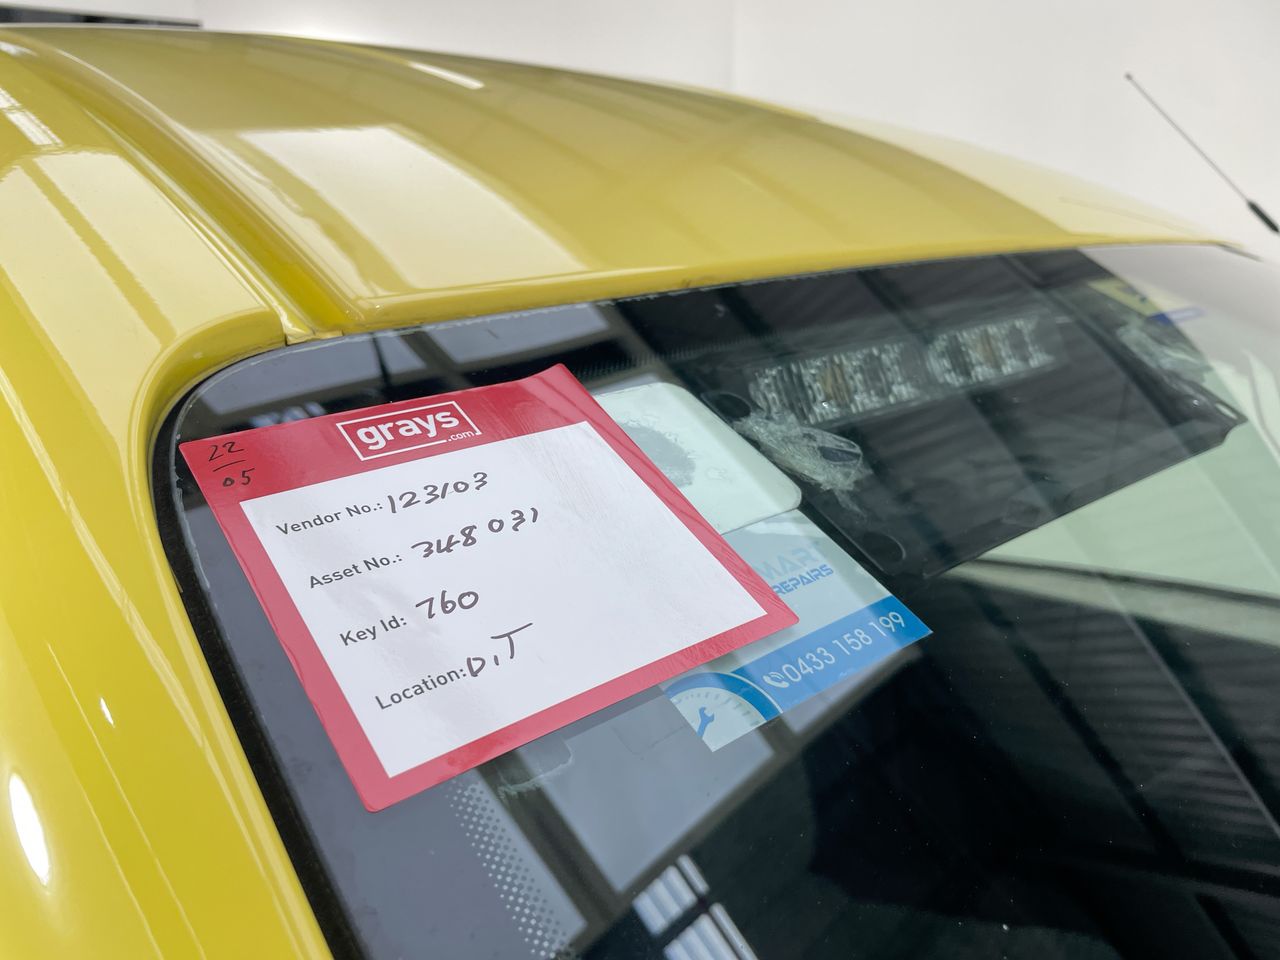 22
05
grays
.com
Vendor No.: 123103
Asset No.: 348031
Key Id: 760
Location: D.T
REPAIRS
0433 158 199